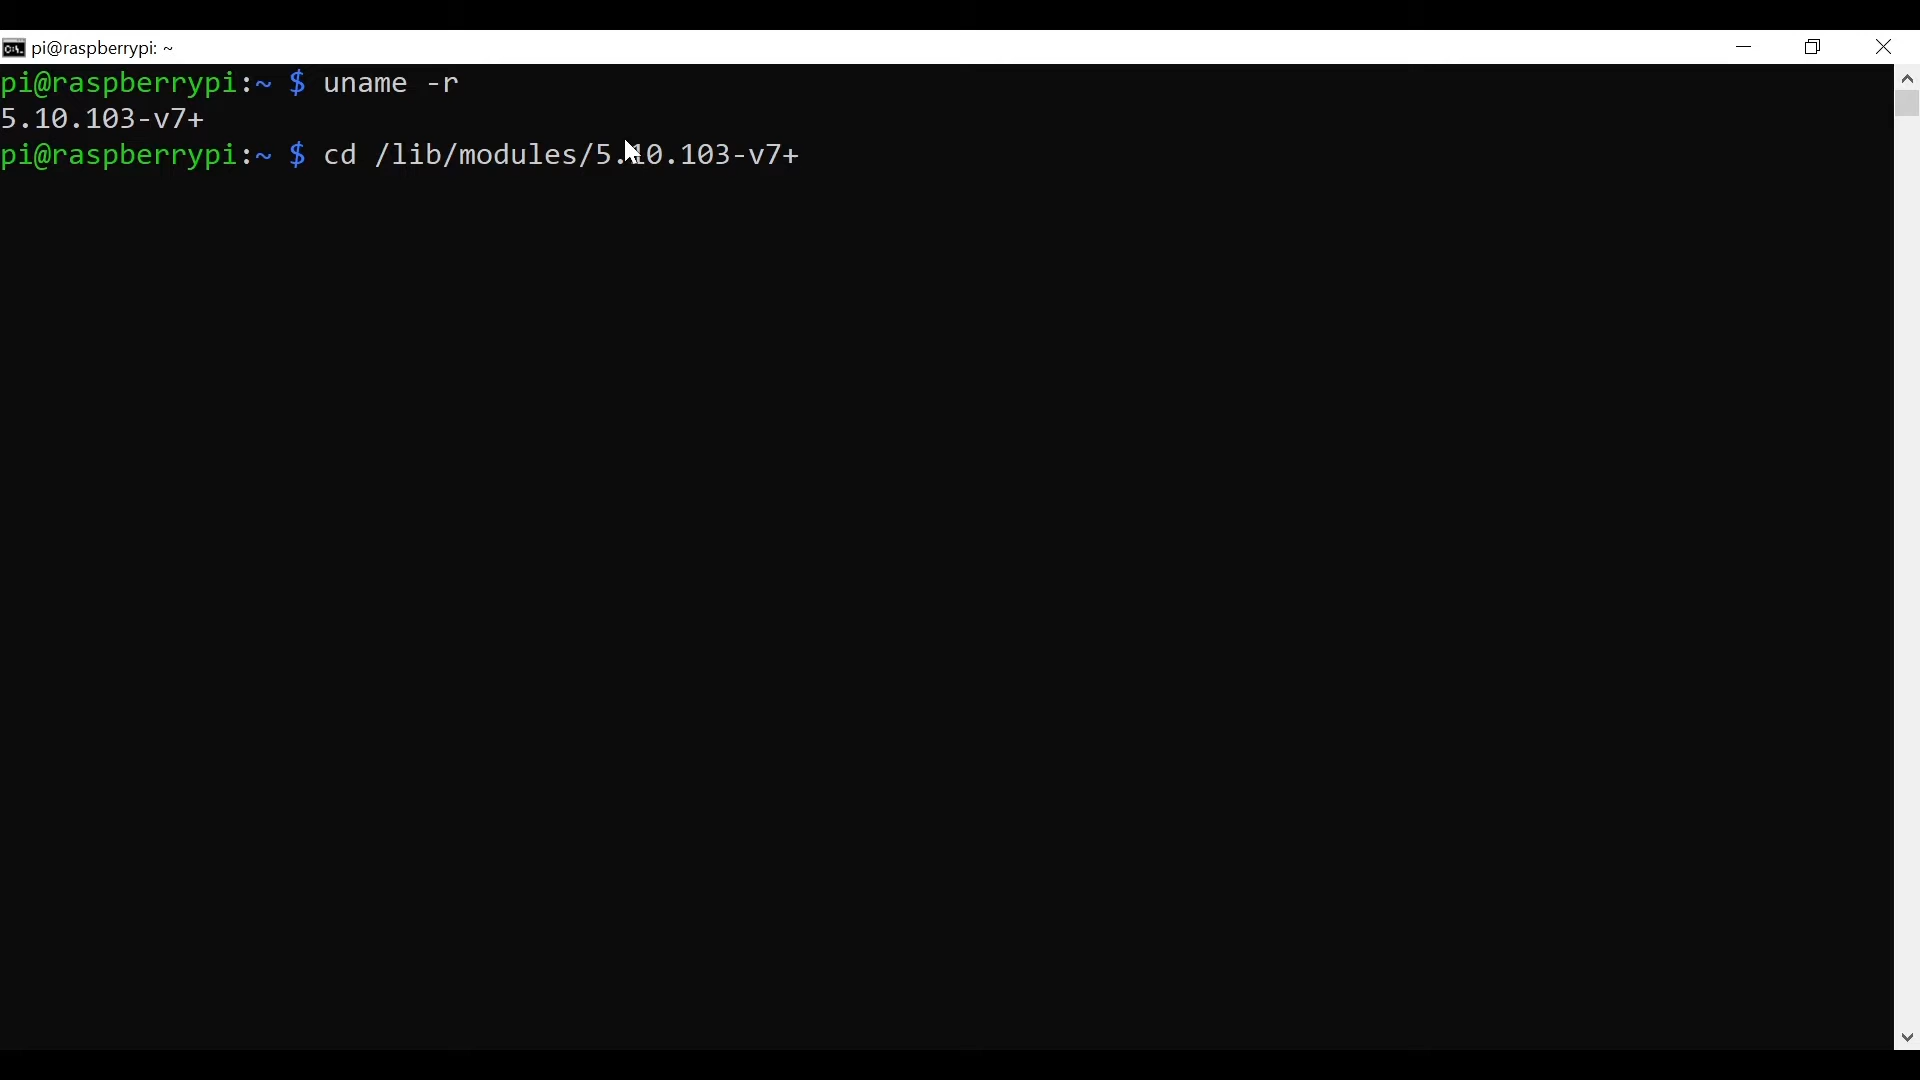 pi@raspberrypi: ~
pi@raspberrypi:~ $ uname -r
5.10.103-v7+
pi@raspberrypi:~ $ cd /lib/modules/5.10.103-v7+